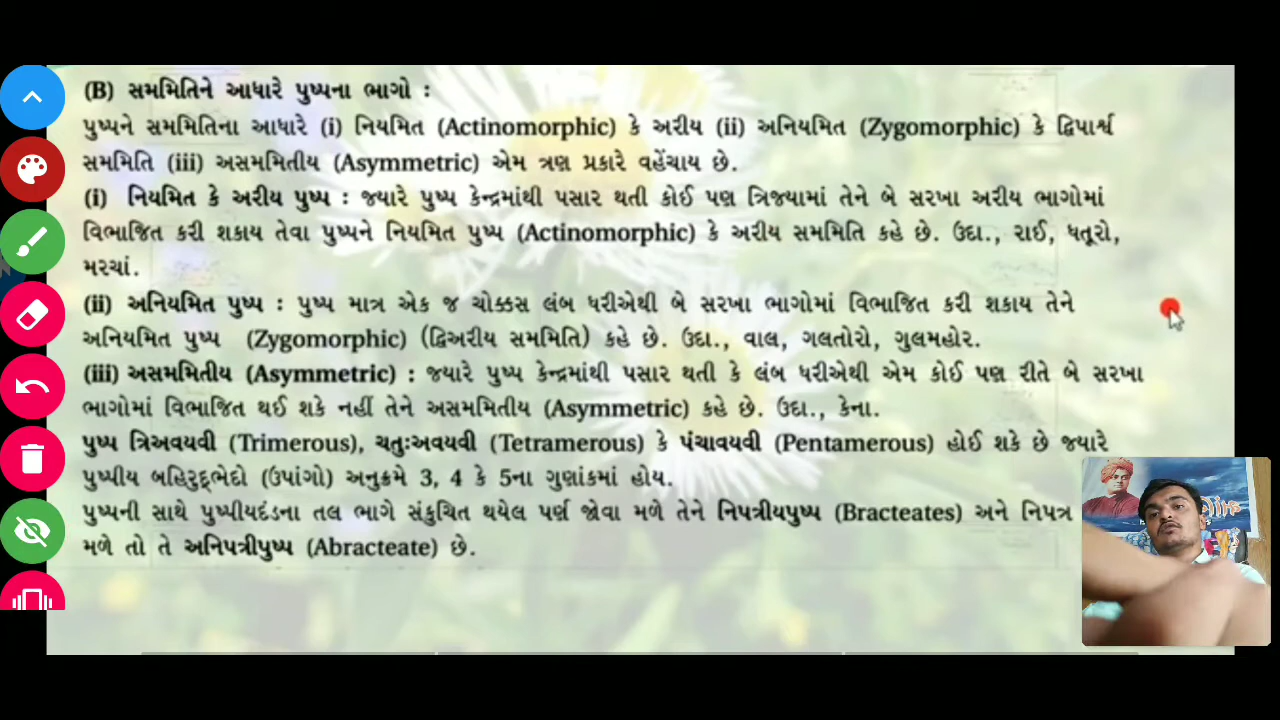 (B) સમમિતિને આધારે પુષ્પના ભાગો :
પુષ્પને સમમિતિના આધારે (i) નિયમિત (Actinomorphic) કે અરીય (ii) અનિયમિત (Zygomorphic) કે દ્વિપાર્શ્વ
સમમિતિ (iii) અસમમિતીય (Asymmetric) એમ ત્રણ પ્રકારે વહેંચાય છે.
(i) નિયમિત કે અરીય પુષ્પ : જ્યારે પુષ્પ કેન્દ્રમાંથી પસાર થતી કોઈ પણ ત્રિજ્યામાં તેને બે સરખા અરીય ભાગોમાં
વિભાજિત કરી શકાય તેવા પુષ્પને નિયમિત પુષ્પ (Actinomorphic) કે અરીય સમમિતિ કહે છે. ઉદા., રાઈ, ધતૂરો,
મરચાં.
(ii) અનિયમિત પુષ્પ : પુષ્પ માત્ર એક જ ચોક્કસ લંબ ધરીએથી બે સરખા ભાગોમાં વિભાજિત કરી શકાય તેને
અનિયમિત પુષ્પ (Zygomorphic) (દ્વિઅરીય સમમિતિ) કહે છે. ઉદા., વાલ, ગલતોરો, ગુલમહોર.
(iii) અસમમિતીય (Asymmetric) : જ્યારે પુષ્પ કેન્દ્રમાંથી પસાર થતી કે લંબ ધરીએથી એમ કોઈ પણ રીતે બે સરખા
ભાગોમાં વિભાજિત થઈ શકે નહીં તેને અસમમિતીય (Asymmetric) કહે છે. ઉદા., કેના.
પુષ્પ ત્રિઅવયવી (Trimerous), ચતુઃઅવયવી (Tetramerous) કે પંચાવયવી (Pentamerous) હોઈ શકે છે જ્યારે
પુષ્પીય બહિરુદ્ભેદો (ઉપાંગો) અનુક્રમે 3, 4 કે 5ના ગુણાંકમાં હોય.
પુષ્પની સાથે પુષ્પીયદંડના તલ ભાગે સંકુચિત થયેલ પર્ણ જોવા મળે તેને નિપત્રીયપુષ્પ (Bracteates) અને નિપત્ર
મળે તો તે અનિપત્રીપુષ્પ (Abracteate) છે.